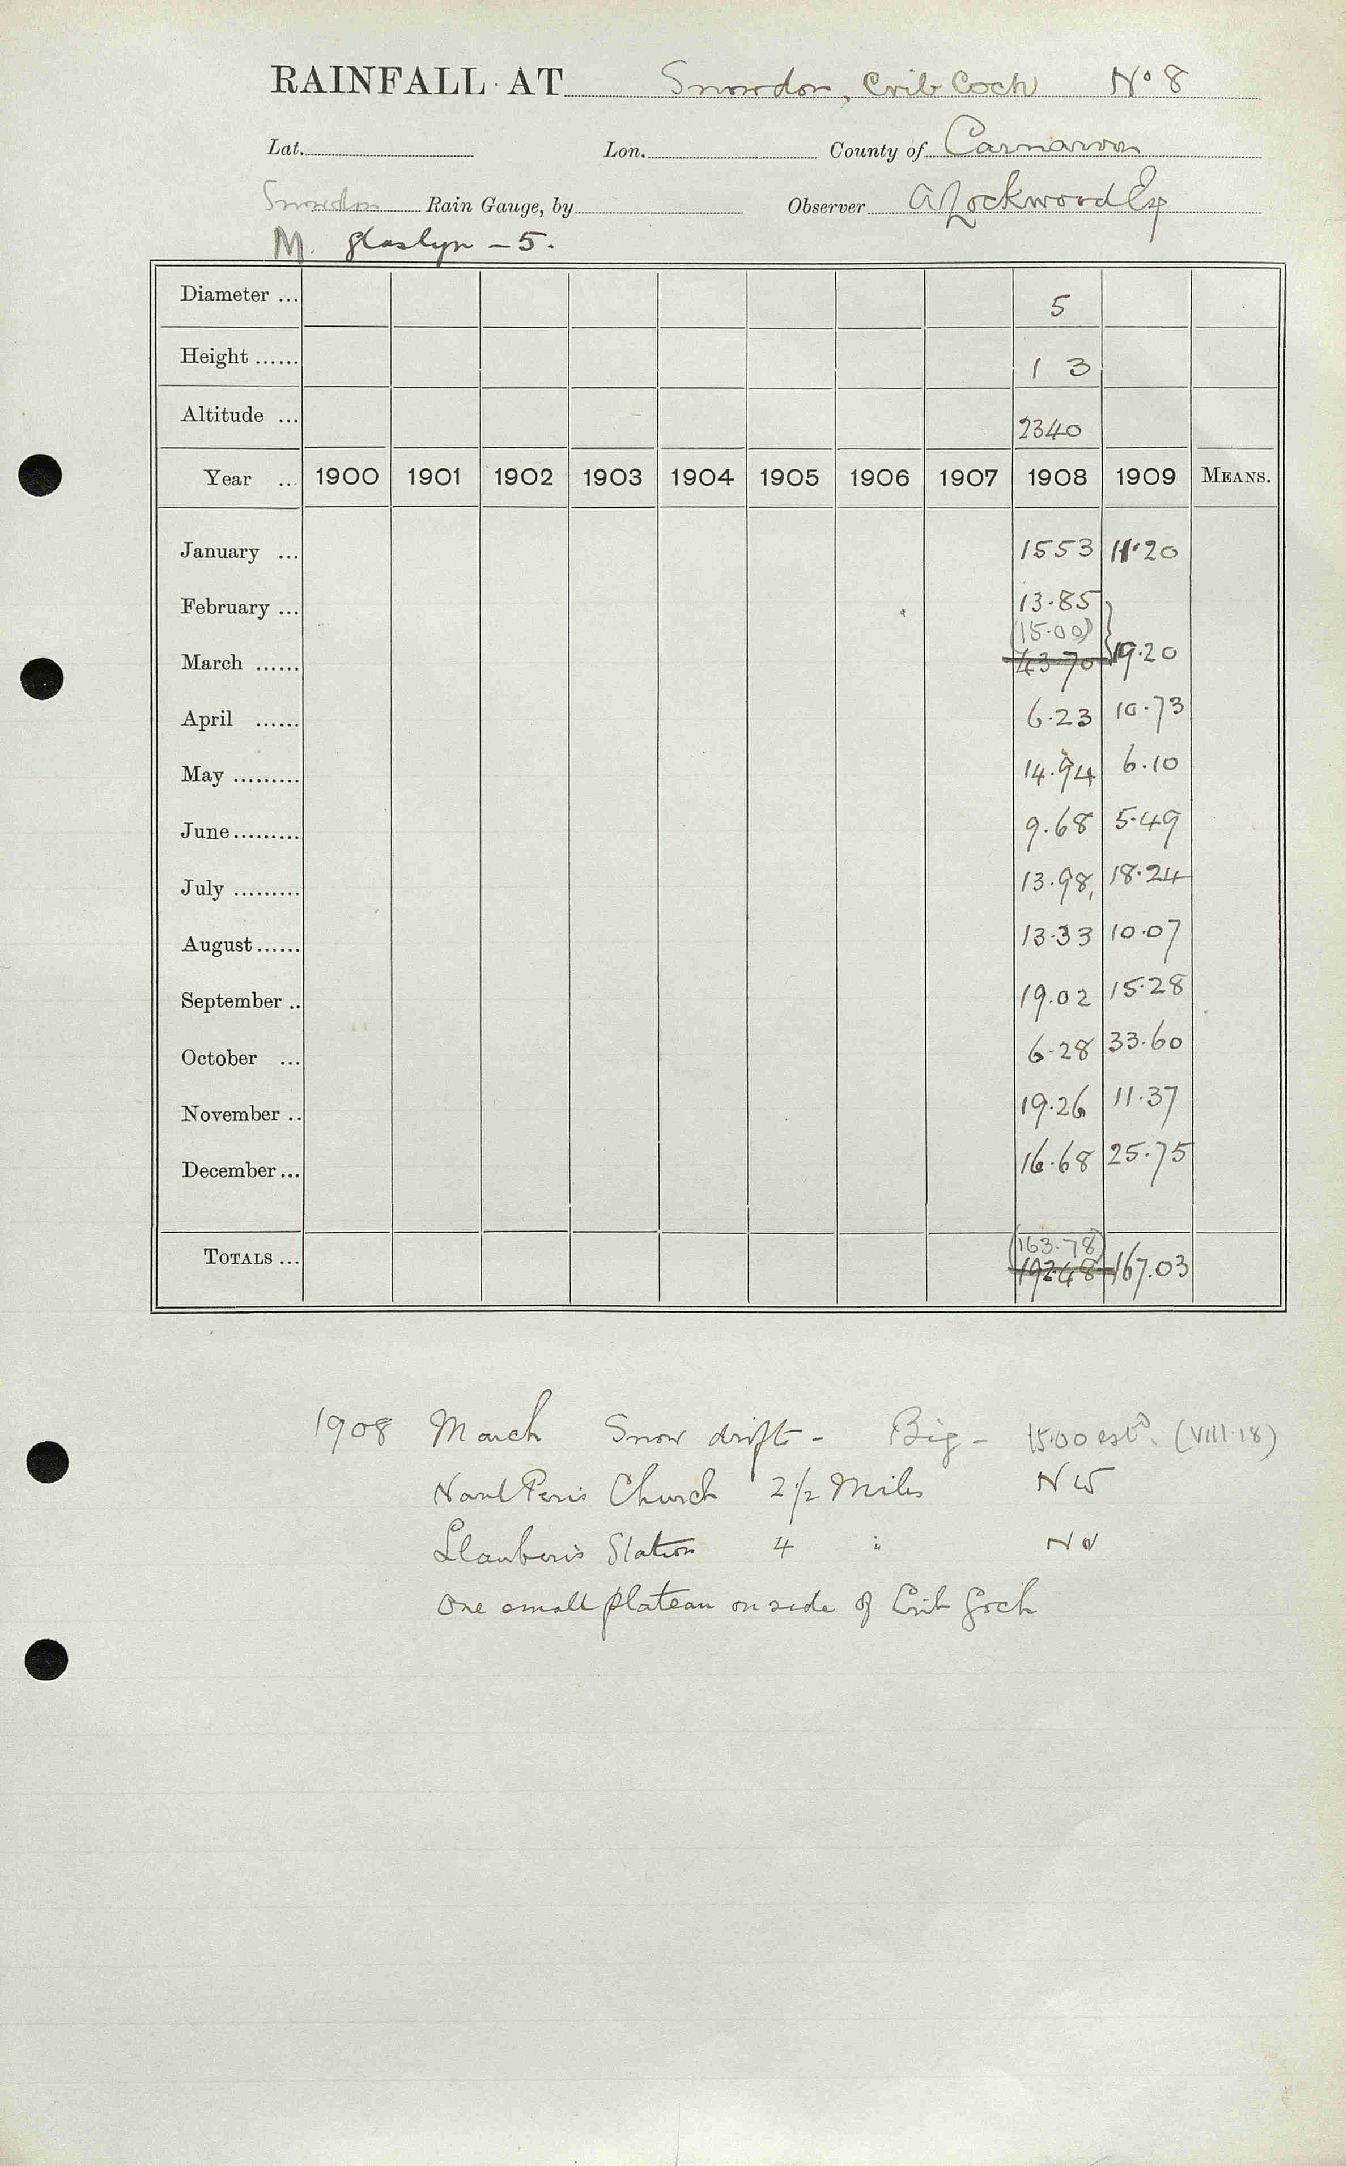 RAINFALL AT Snowdon, Crib Goch No 8
Lat. Lon. County of Carnarvon
Snowdon Rain Gauge, by Observer A Lockwood Esq
M. glaslyn - 5.
Diameter ... 5
Height ...... 1 3
Altitude ... 2340
Year ... 1900 1901 1902 1903 1904 1905 1906 1907 1908 1909 MEANS.
January ... 15 53 11.20
February ... 13.85
(15.00)
March ...... 43.70 19.20
April ...... 6.23 10.73
May ......... 14.94 6.10
June ......... 9.68 5.49
July ......... 13.98, 18.24
August ...... 13.33 10.07
September .. 19.02 15.28
October ... 6.28 33.60
November .. 19.26 11.37
December ... 16.68 25.75
(163.78)
TOTALS ... 192.48 167.03
1908 March Snow drift - Big - 15.00 estd. (VIII.18)
Nant Peris Church 2 1/2 Miles NW
Llanberis Station 4 " NW
One small plateau on side of Crib Goch